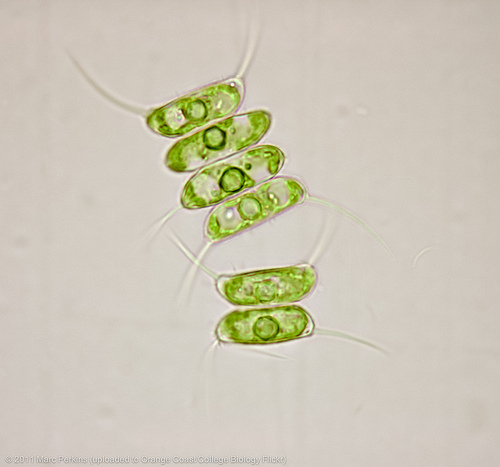 © 2011 Marc Perkins (uploaded to Orange Coast College Biology Flickr)